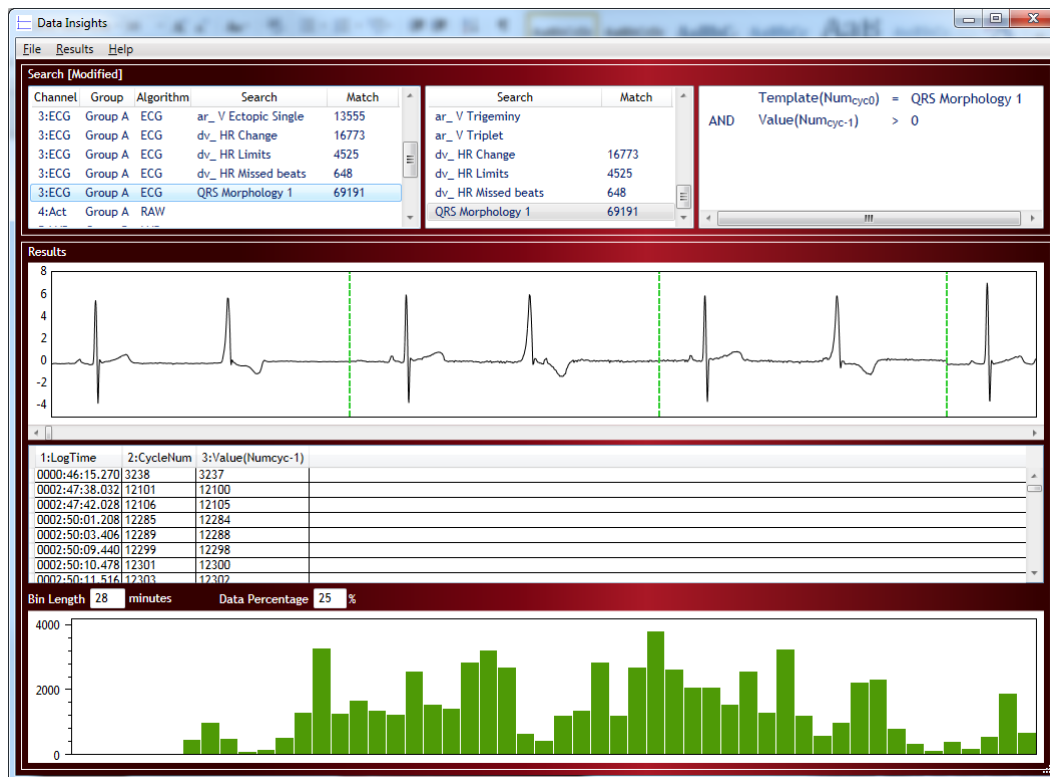 Data Insights
File Results Help
Search [Modified]
Channel Group Algorithm Search Match
3:ECG Group A ECG ar_ V Ectopic Single 13555
3:ECG Group A ECG dv_ HR Change 16773
3:ECG Group A ECG dv_ HR Limits 4525
3:ECG Group A ECG dv_ HR Missed beats 648
3:ECG Group A ECG QRS Morphology 1 69191
4:Act Group A RAW
Search Match
ar_ V Trigeminy
ar_ V Triplet
dv_ HR Change 16773
dv_ HR Limits 4525
dv_ HR Missed beats 648
QRS Morphology 1 69191
Template(Numcyc0) = QRS Morphology 1
AND Value(Numcyc-1) > 0
Results
8
6
4
2
0
-2
-4
1:LogTime 2:CycleNum 3:Value(Numcyc-1)
0000:46:15.270 3238 3237
0002:47:38.032 12101 12100
0002:47:42.028 12106 12105
0002:50:01.208 12285 12284
0002:50:03.406 12289 12288
0002:50:09.440 12299 12298
0002:50:10.478 12301 12300
0002:50:11.516 12303 12302
Bin Length 28 minutes Data Percentage 25 %
4000
2000
0